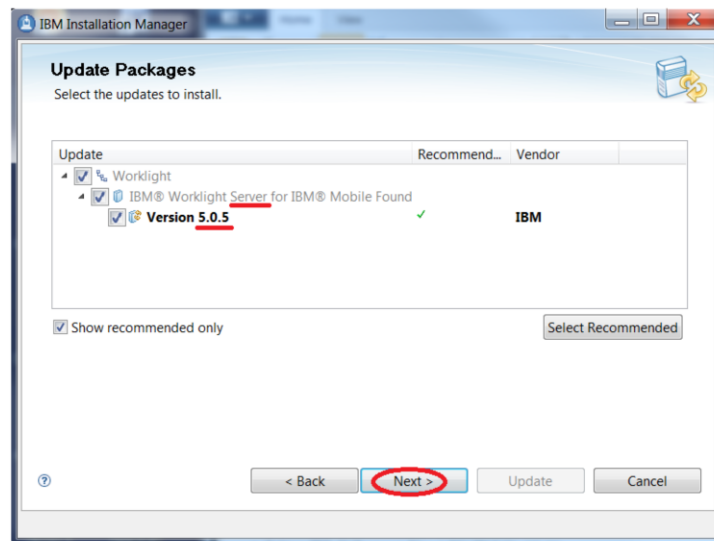 IBM Installation Manager
Update Packages
Select the updates to install.
Update Recommend... Vendor
Worklight
IBM® Worklight Server for IBM® Mobile Found
Version 5.0.5 IBM
Show recommended only Select Recommended
< Back Next > Update Cancel